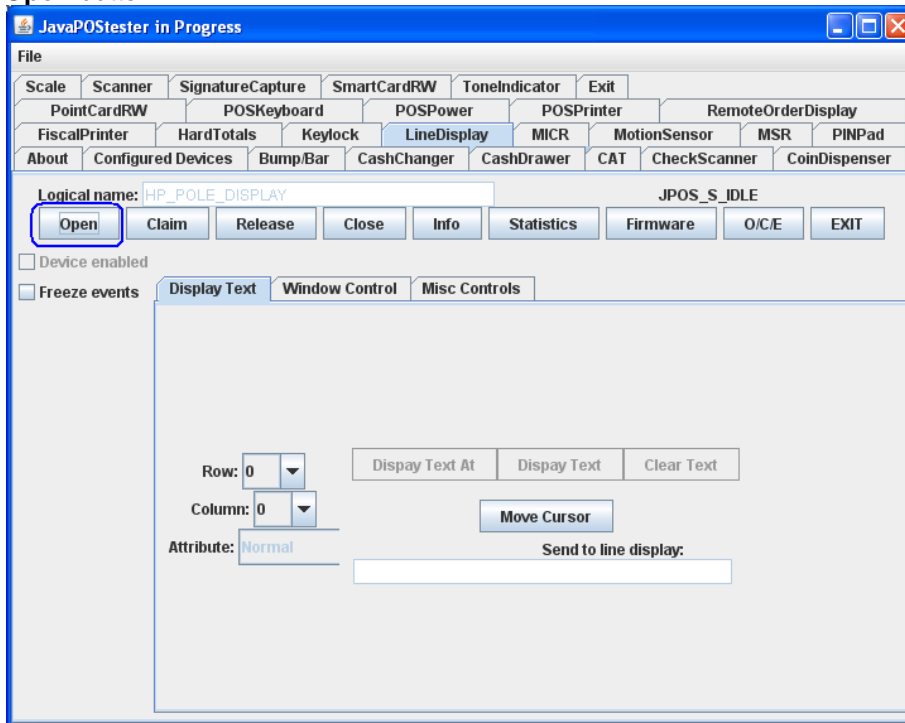 JavaPOStester in Progress
File
Scale Scanner SignatureCapture SmartCardRW ToneIndicator Exit
PointCardRW POSKeyboard POSPower POSPrinter RemoteOrderDisplay
FiscalPrinter HardTotals Keylock LineDisplay MICR MotionSensor MSR PINPad
About Configured Devices Bump/Bar CashChanger CashDrawer CAT CheckScanner CoinDispenser
Logical name: HP_POLE_DISPLAY JPOS_S_IDLE
Open Claim Release Close Info Statistics Firmware O/C/E EXIT
Device enabled
Freeze events Display Text Window Control Misc Controls
Row: 0 Dispay Text At Dispay Text Clear Text
Column: 0 Move Cursor
Attribute: Normal Send to line display: